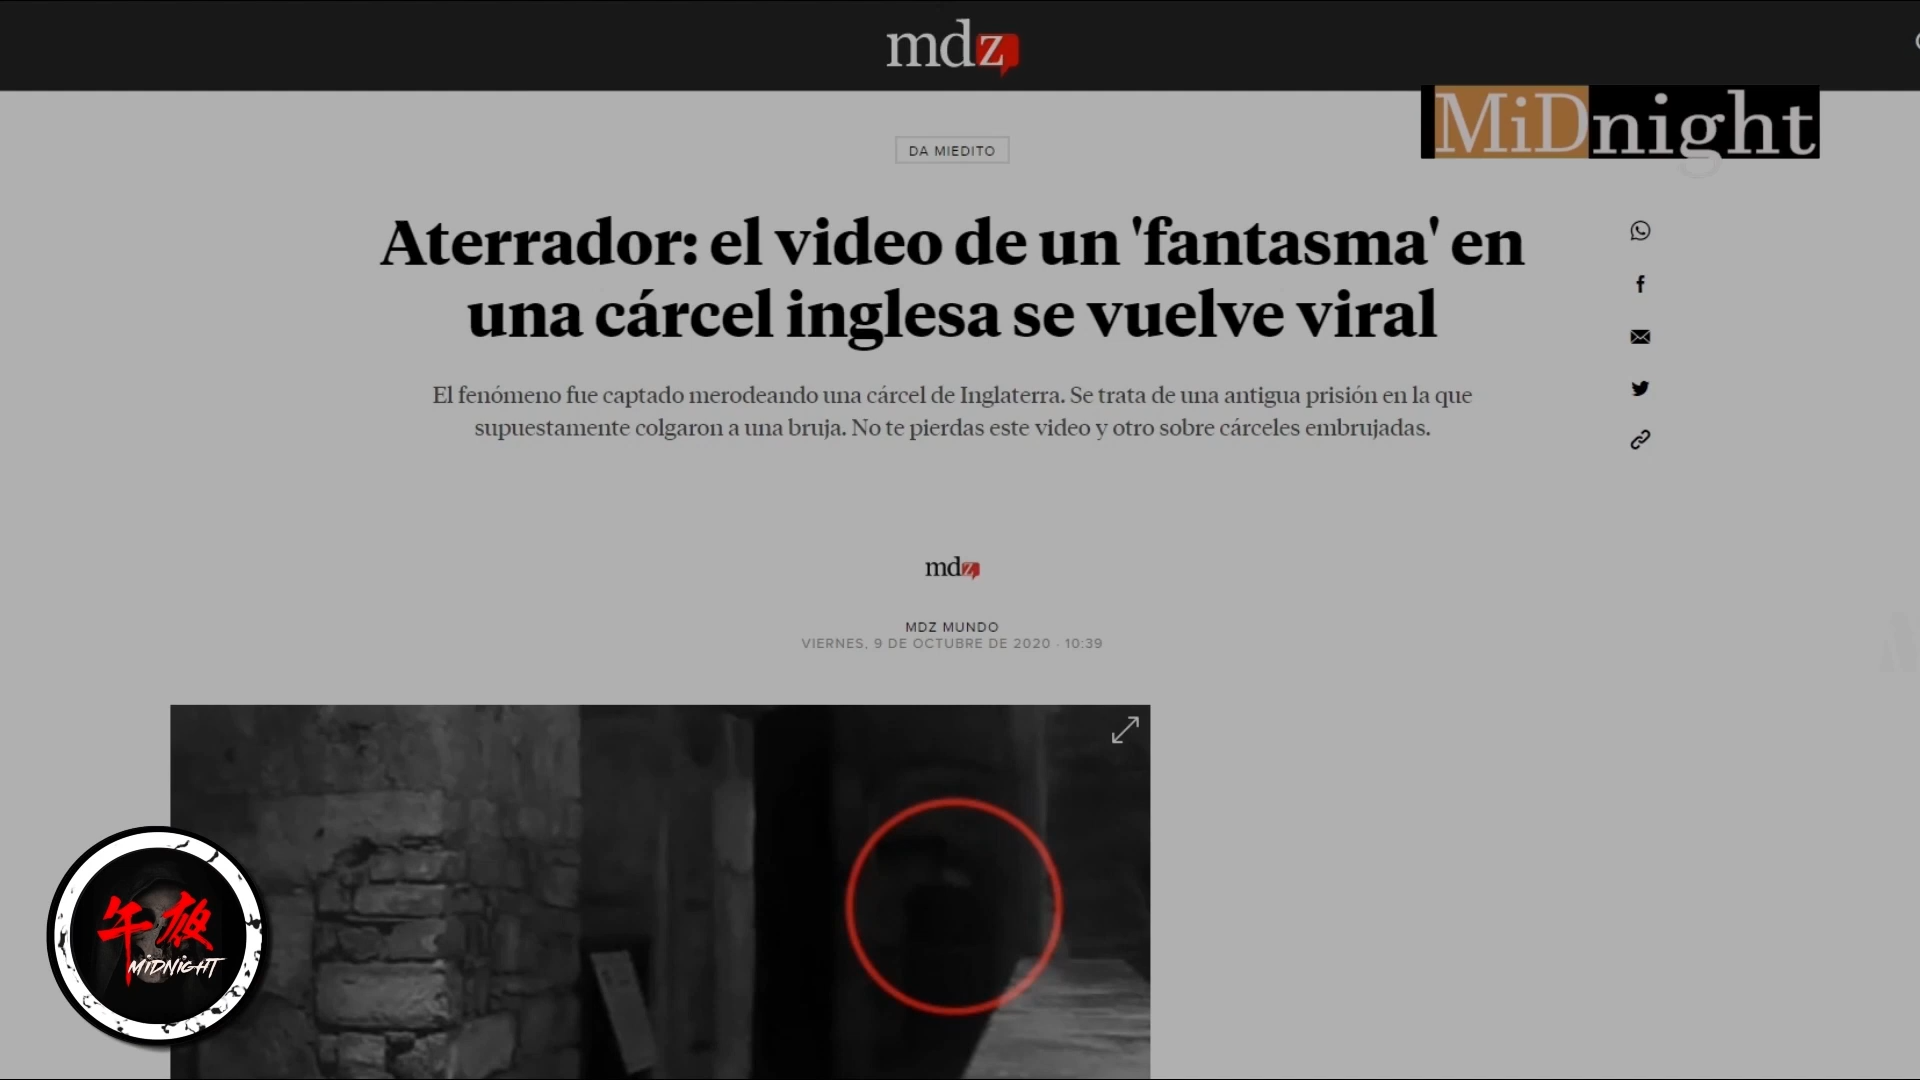 mdz
MiDnight
DA MIEDITO
Aterrador: el video de un 'fantasma' en
una cárcel inglesa se vuelve viral
El fenómeno fue captado merodeando una cárcel de Inglaterra. Se trata de una antigua prisión en la que
supuestamente colgaron a una bruja. No te pierdas este video y otro sobre cárceles embrujadas.
mdz
MDZ MUNDO
VIERNES, 9 DE OCTUBRE DE 2020 · 10:39
午夜
MIDNIGHT